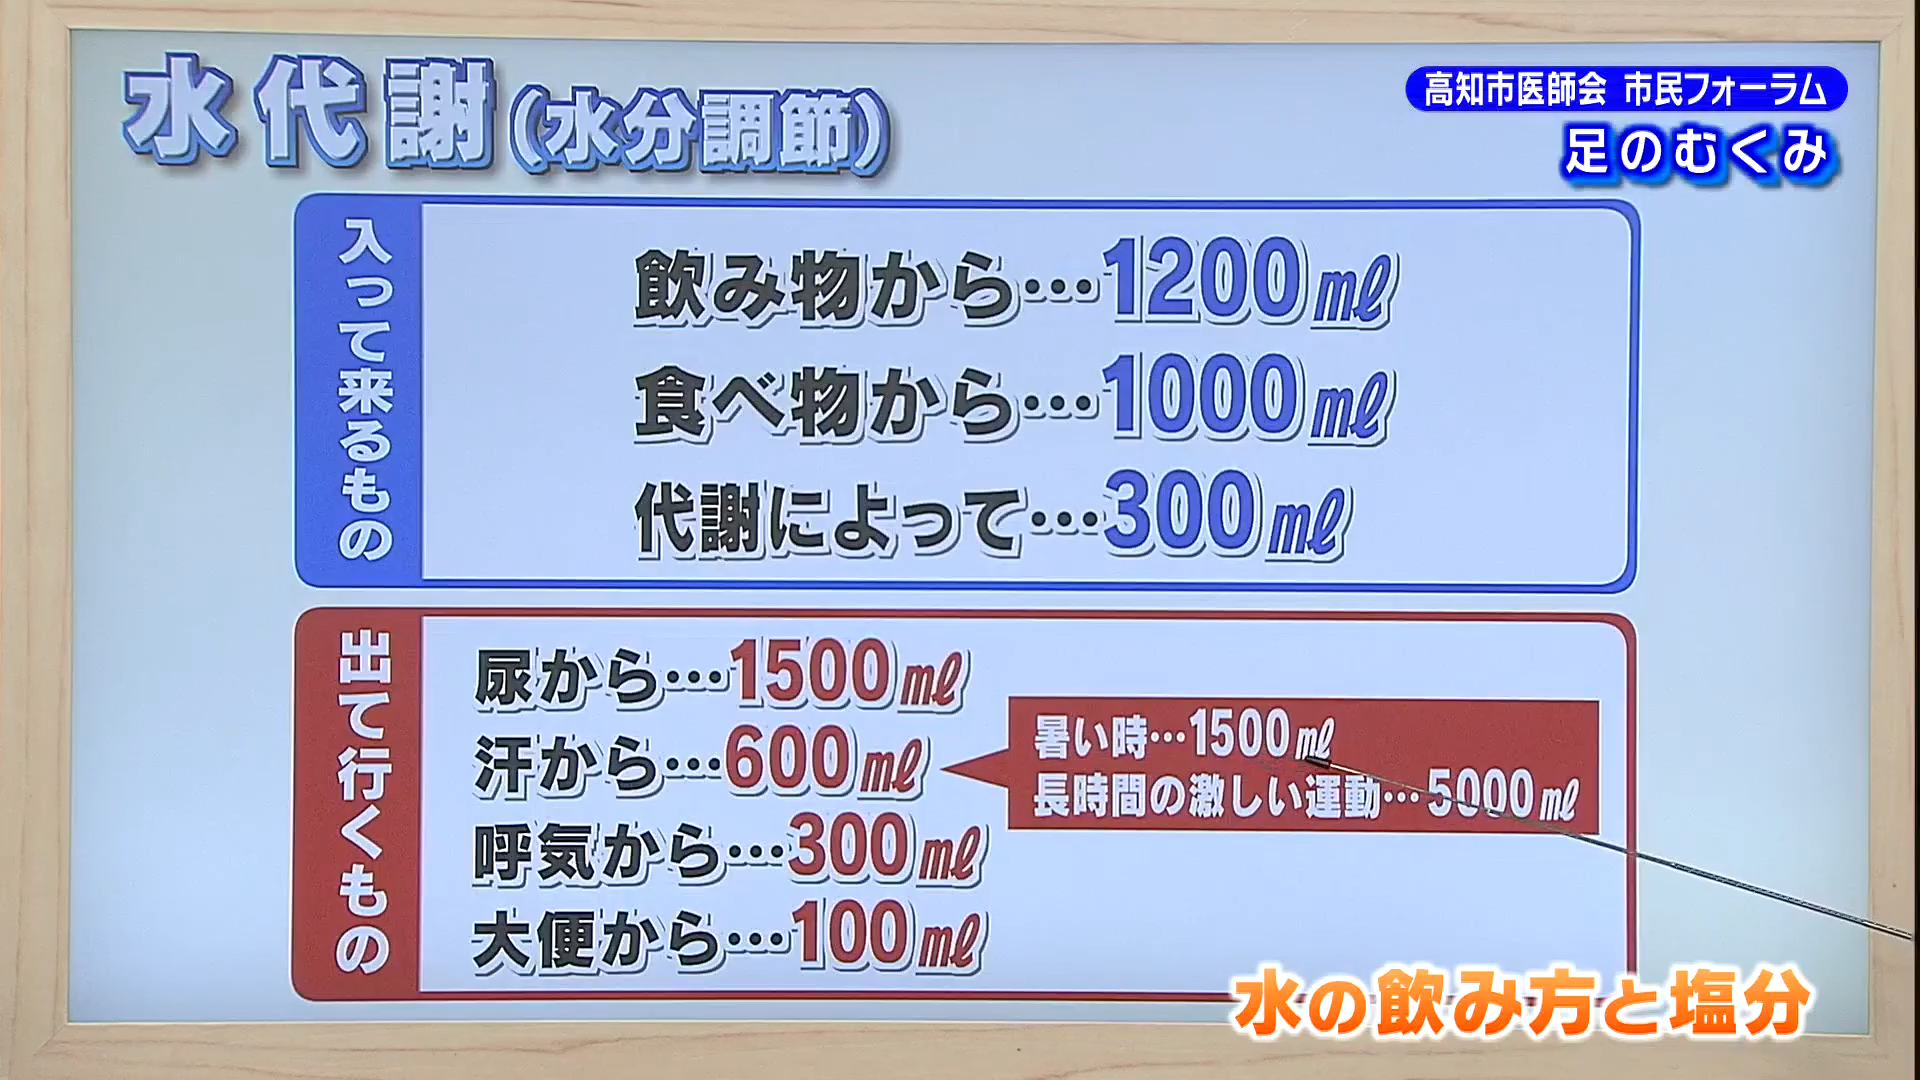 水代謝(水分調節)
高知市医師会 市民フォーラム
足のむくみ
入って来るもの
飲み物から…1200㎖
食べ物から…1000㎖
代謝によって…300㎖
出て行くもの
尿から…1500㎖
汗から…600㎖
暑い時…1500㎖
長時間の激しい運動…5000㎖
呼気から…300㎖
大便から…100㎖
水の飲み方と塩分